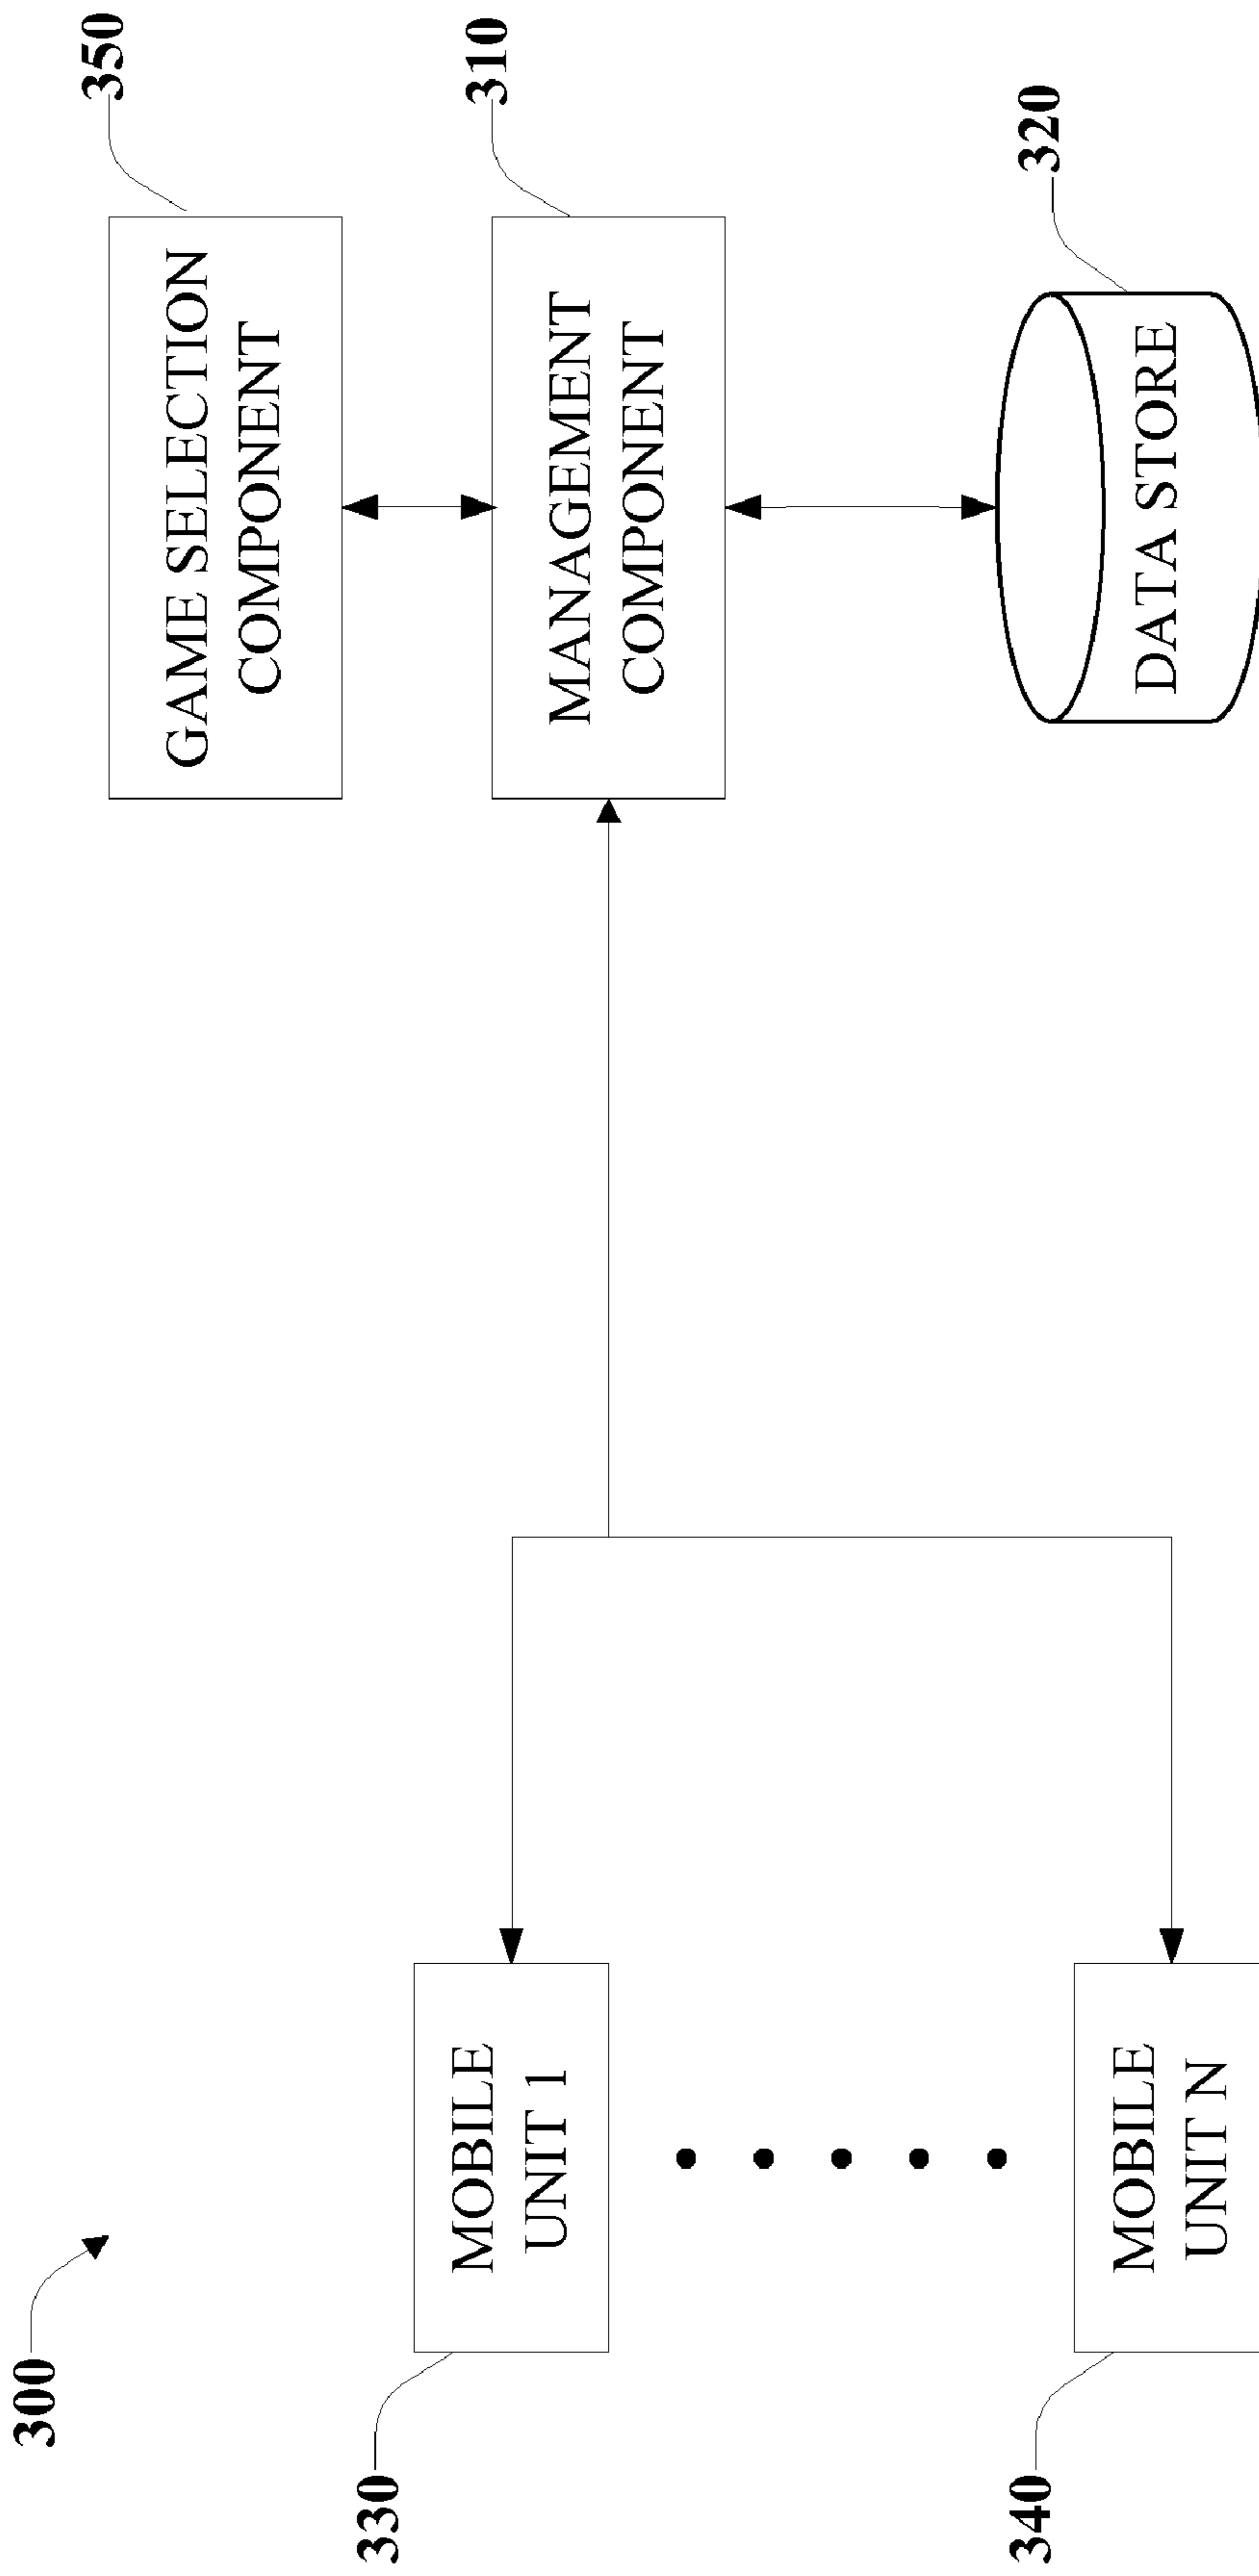 300
350
GAME SELECTION
COMPONENT
330
MOBILE
UNIT 1
310
MANAGEMENT
COMPONENT
340
MOBILE
UNIT N
320
DATA STORE